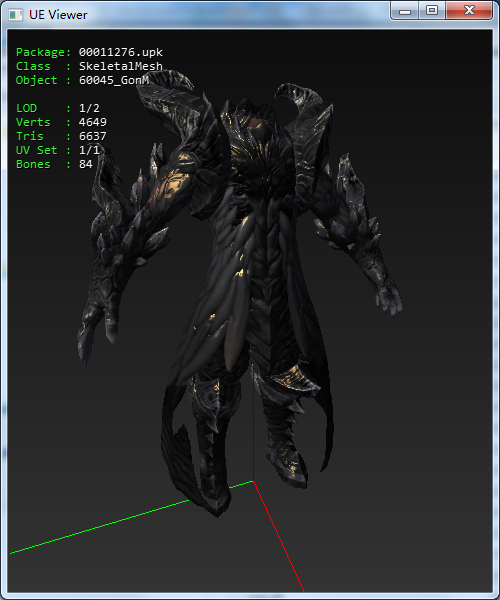 UE Viewer
Package: 00011276.upk
Class : SkeletalMesh
Object : 60045_GonM
LOD : 1/2
Verts : 4649
Tris : 6637
UV Set : 1/1
Bones : 84